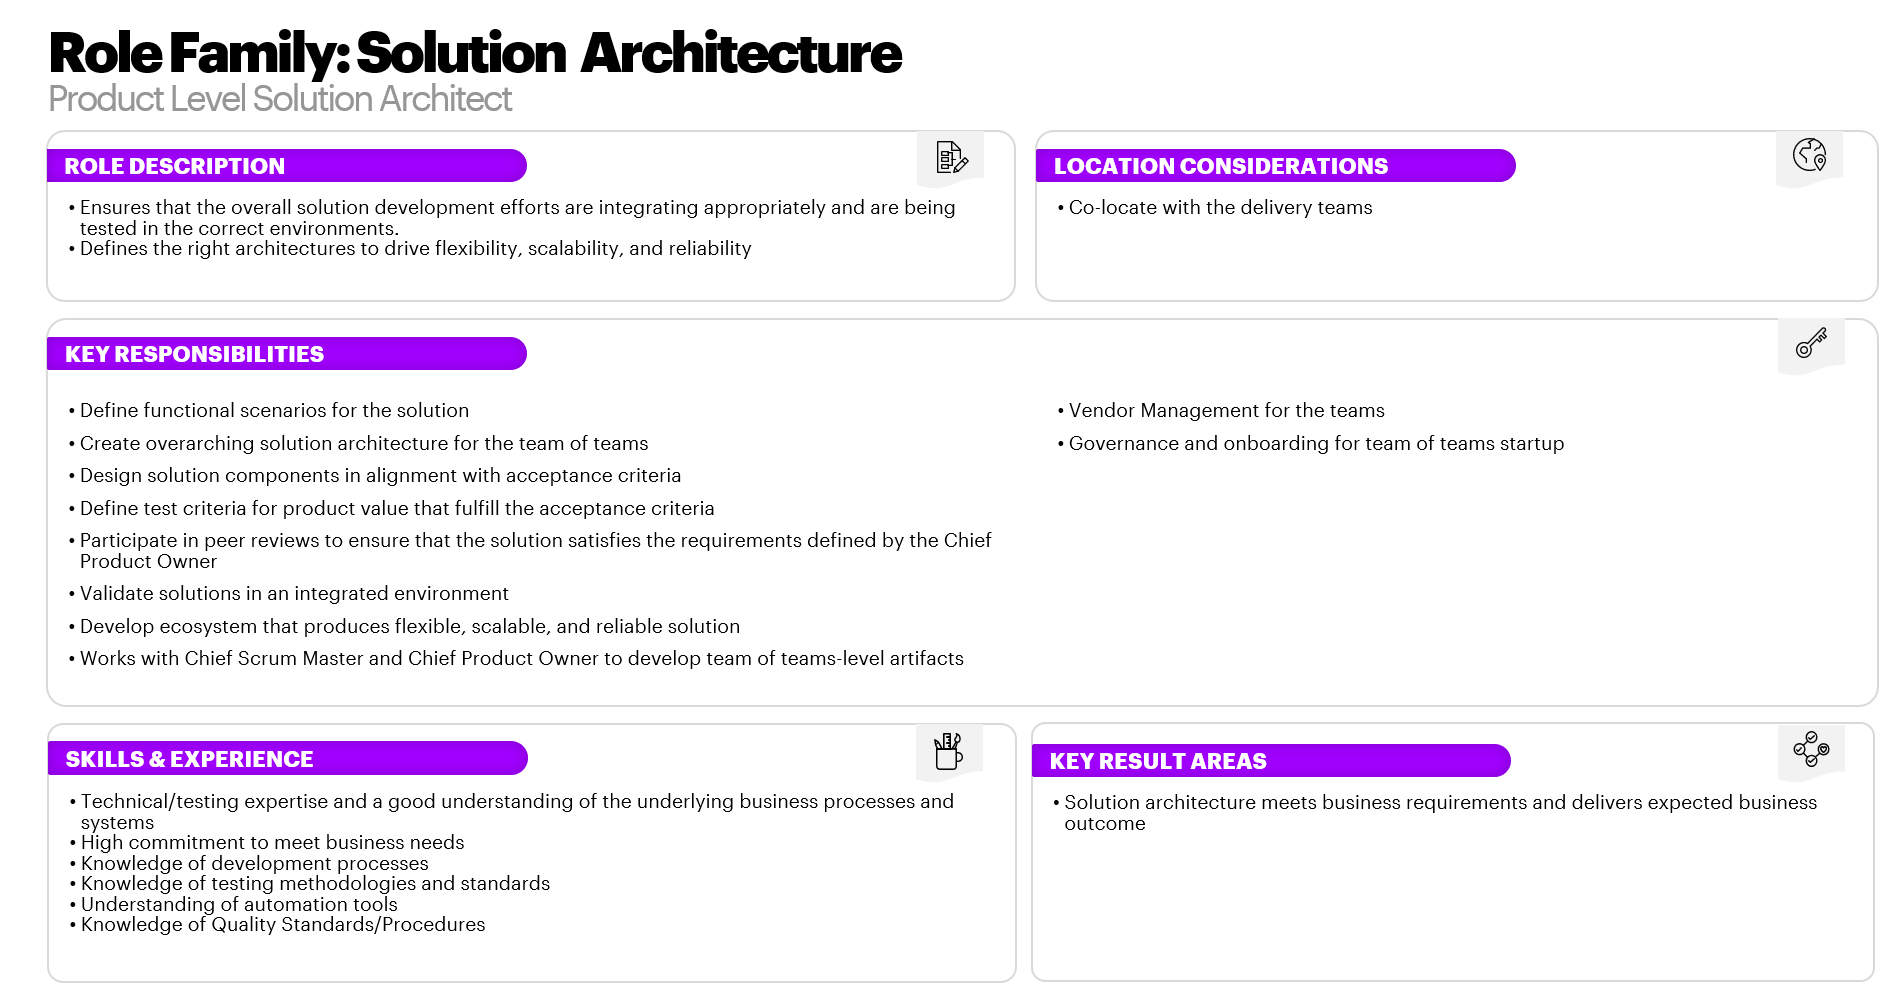 Role Family: Solution Architecture
Product Level Solution Architect
ROLE DESCRIPTION
• Ensures that the overall solution development efforts are integrating appropriately and are being
tested in the correct environments.
• Defines the right architectures to drive flexibility, scalability, and reliability
LOCATION CONSIDERATIONS
• Co-locate with the delivery teams
KEY RESPONSIBILITIES
• Define functional scenarios for the solution
• Create overarching solution architecture for the team of teams
• Design solution components in alignment with acceptance criteria
• Define test criteria for product value that fulfill the acceptance criteria
• Participate in peer reviews to ensure that the solution satisfies the requirements defined by the Chief
Product Owner
• Validate solutions in an integrated environment
• Develop ecosystem that produces flexible, scalable, and reliable solution
• Works with Chief Scrum Master and Chief Product Owner to develop team of teams-level artifacts
• Vendor Management for the teams
• Governance and onboarding for team of teams startup
SKILLS & EXPERIENCE
• Technical/testing expertise and a good understanding of the underlying business processes and
systems
• High commitment to meet business needs
• Knowledge of development processes
• Knowledge of testing methodologies and standards
• Understanding of automation tools
• Knowledge of Quality Standards/Procedures
KEY RESULT AREAS
• Solution architecture meets business requirements and delivers expected business
outcome